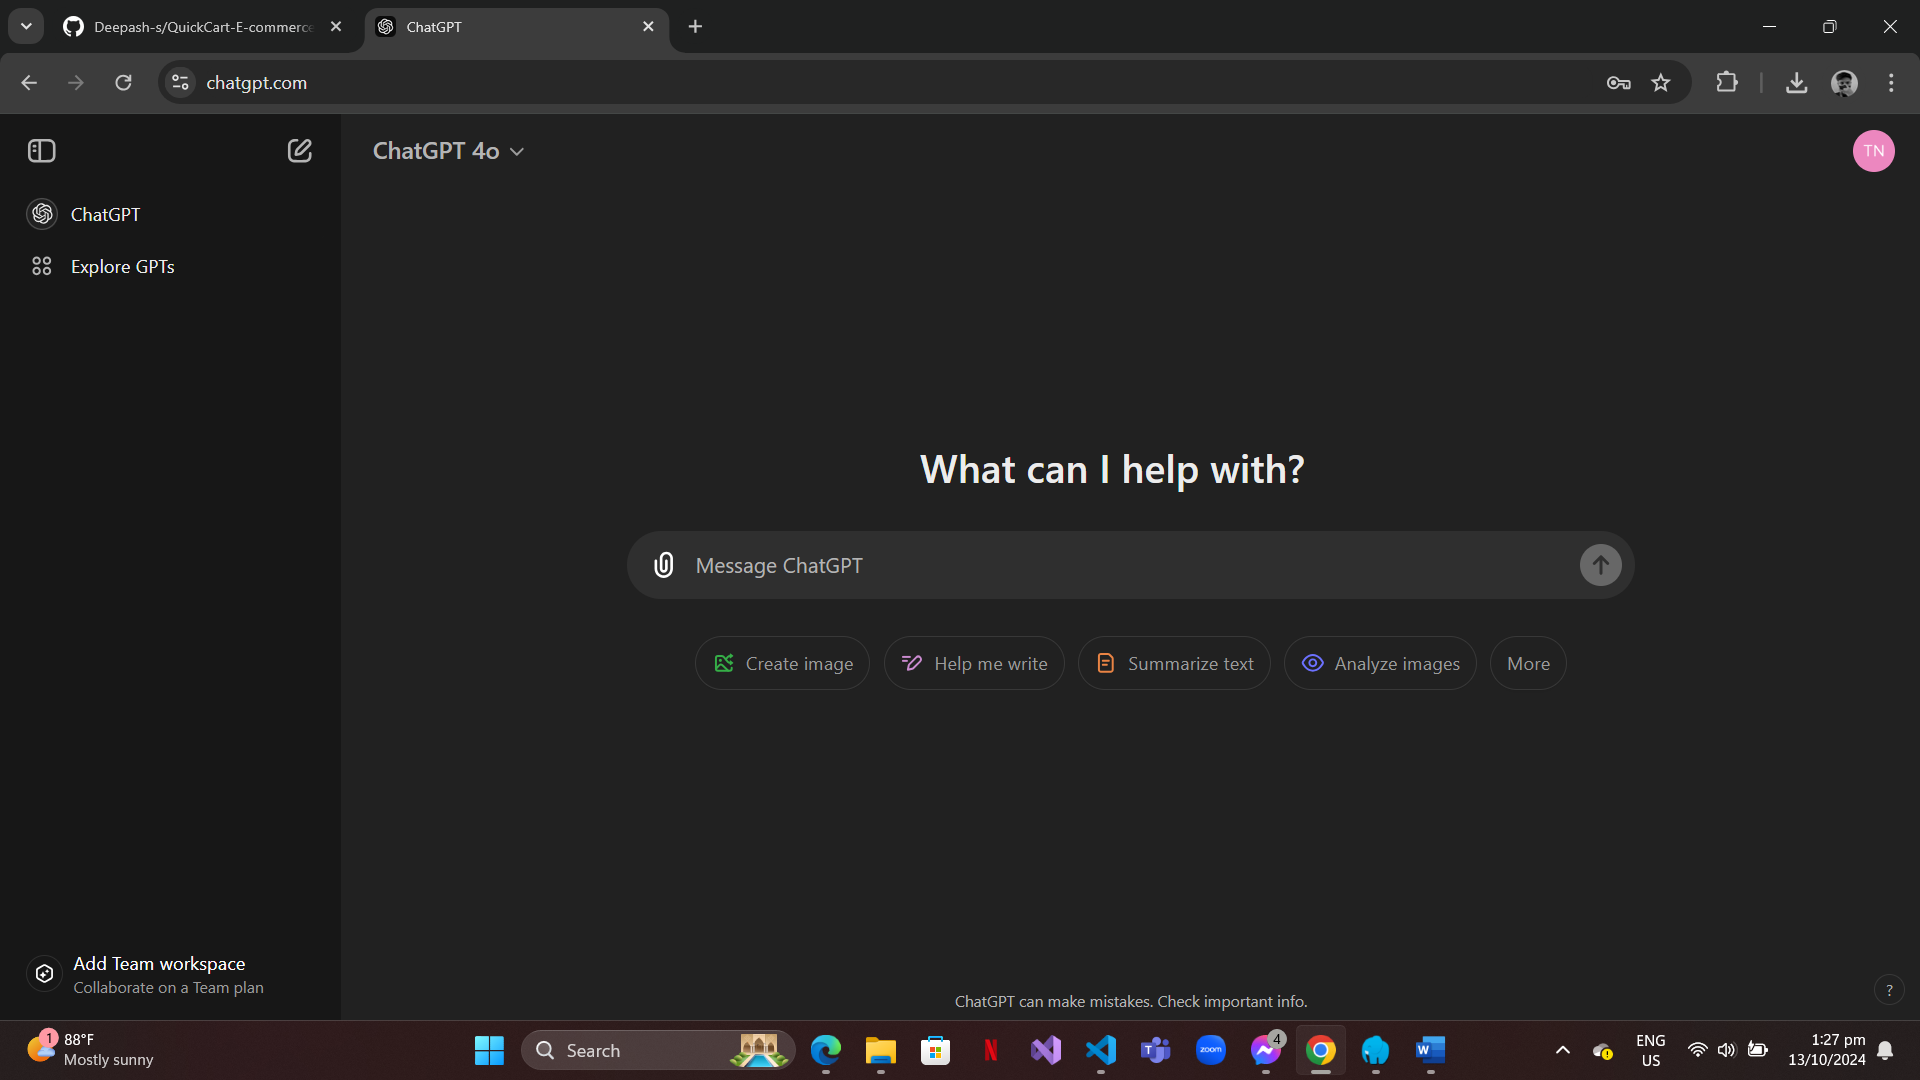 Deepash-s/QuickCart-E-commerce
ChatGPT
chatgpt.com
ChatGPT 4o
TN
ChatGPT
Explore GPTs
What can I help with?
Message ChatGPT
Create image
Help me write
Summarize text
Analyze images
More
Add Team workspace
Collaborate on a Team plan
ChatGPT can make mistakes. Check important info.
?
1
88°F
Mostly sunny
Search
N
T
zoom
4
W
ENG
US
1:27 pm
13/10/2024